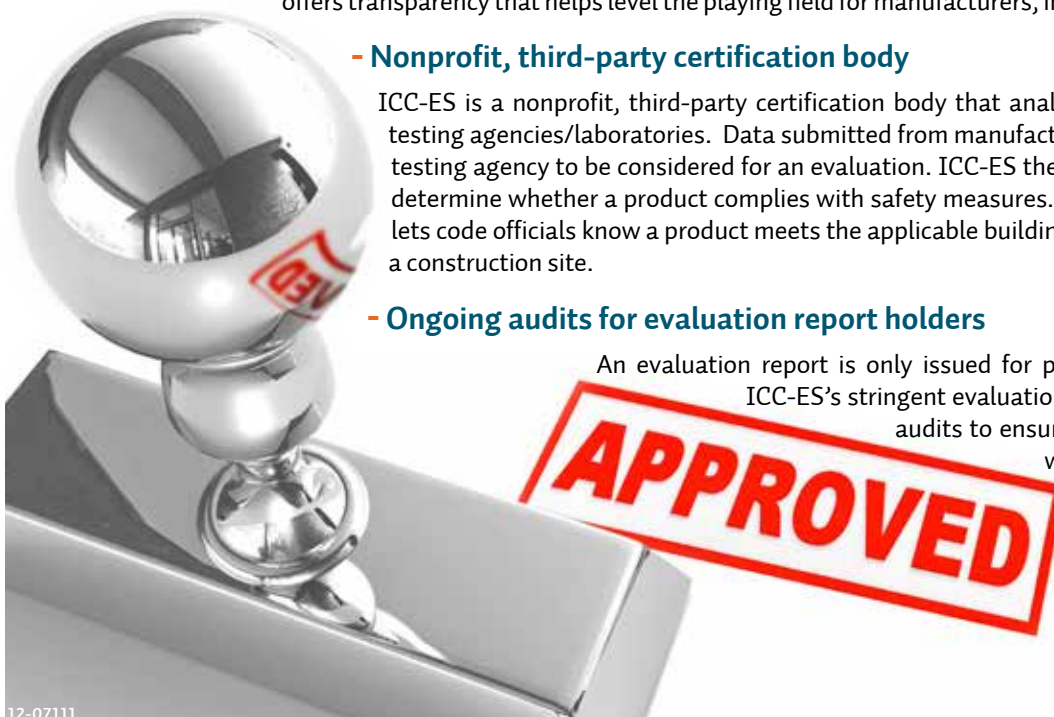 offers transparency that helps level the playing field for manufacturers, i
- Nonprofit, third-party certification body
ICC-ES is a nonprofit, third-party certification body that anal
testing agencies/laboratories. Data submitted from manufact
testing agency to be considered for an evaluation. ICC-ES the
determine whether a product complies with safety measures.
lets code officials know a product meets the applicable buildin
a construction site.
- Ongoing audits for evaluation report holders
An evaluation report is only issued for p
ICC-ES's stringent evaluatio
audits to ensur
w
APPROVED
VED
12-07111